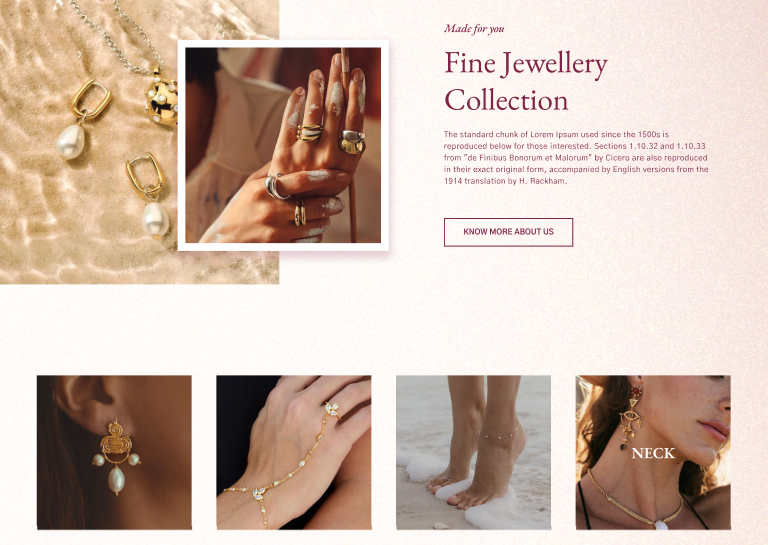 Made for you
Fine Jewellery
Collection
The standard chunk of Lorem Ipsum used since the 1500s is
reproduced below for those interested. Sections 1.10.32 and 1.10.33
from "de Finibus Bonorum et Malorum" by Cicero are also reproduced
in their exact original form, accompanied by English versions from the
1914 translation by H. Rackham.
KNOW MORE ABOUT US
NECK